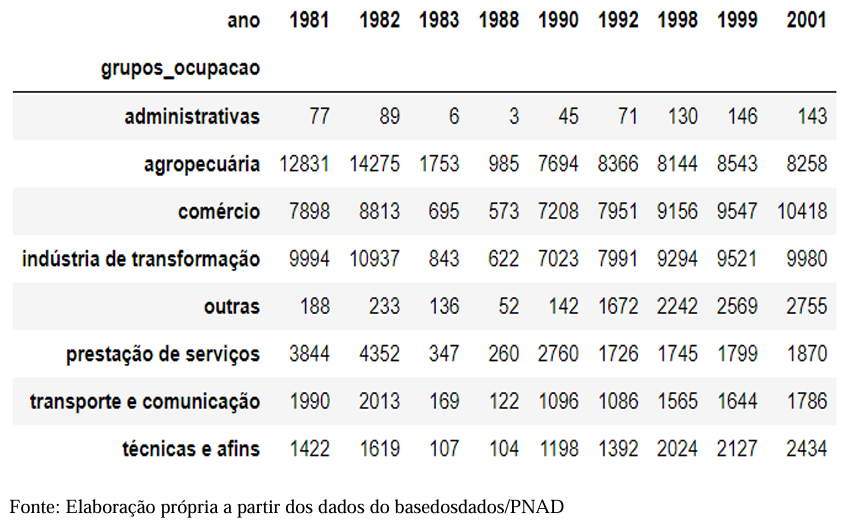 ano 1981 1982 1983 1988 1990 1992 1998 1999 2001
grupos_ocupacao
administrativas 77 89 6 3 45 71 130 146 143
agropecuária 12831 14275 1753 985 7694 8366 8144 8543 8258
comércio 7898 8813 695 573 7208 7951 9156 9547 10418
indústria de transformação 9994 10937 843 622 7023 7991 9294 9521 9980
outras 188 233 136 52 142 1672 2242 2569 2755
prestação de serviços 3844 4352 347 260 2760 1726 1745 1799 1870
transporte e comunicação 1990 2013 169 122 1096 1086 1565 1644 1786
técnicas e afins 1422 1619 107 104 1198 1392 2024 2127 2434
Fonte: Elaboração própria a partir dos dados do basedosdados/PNAD